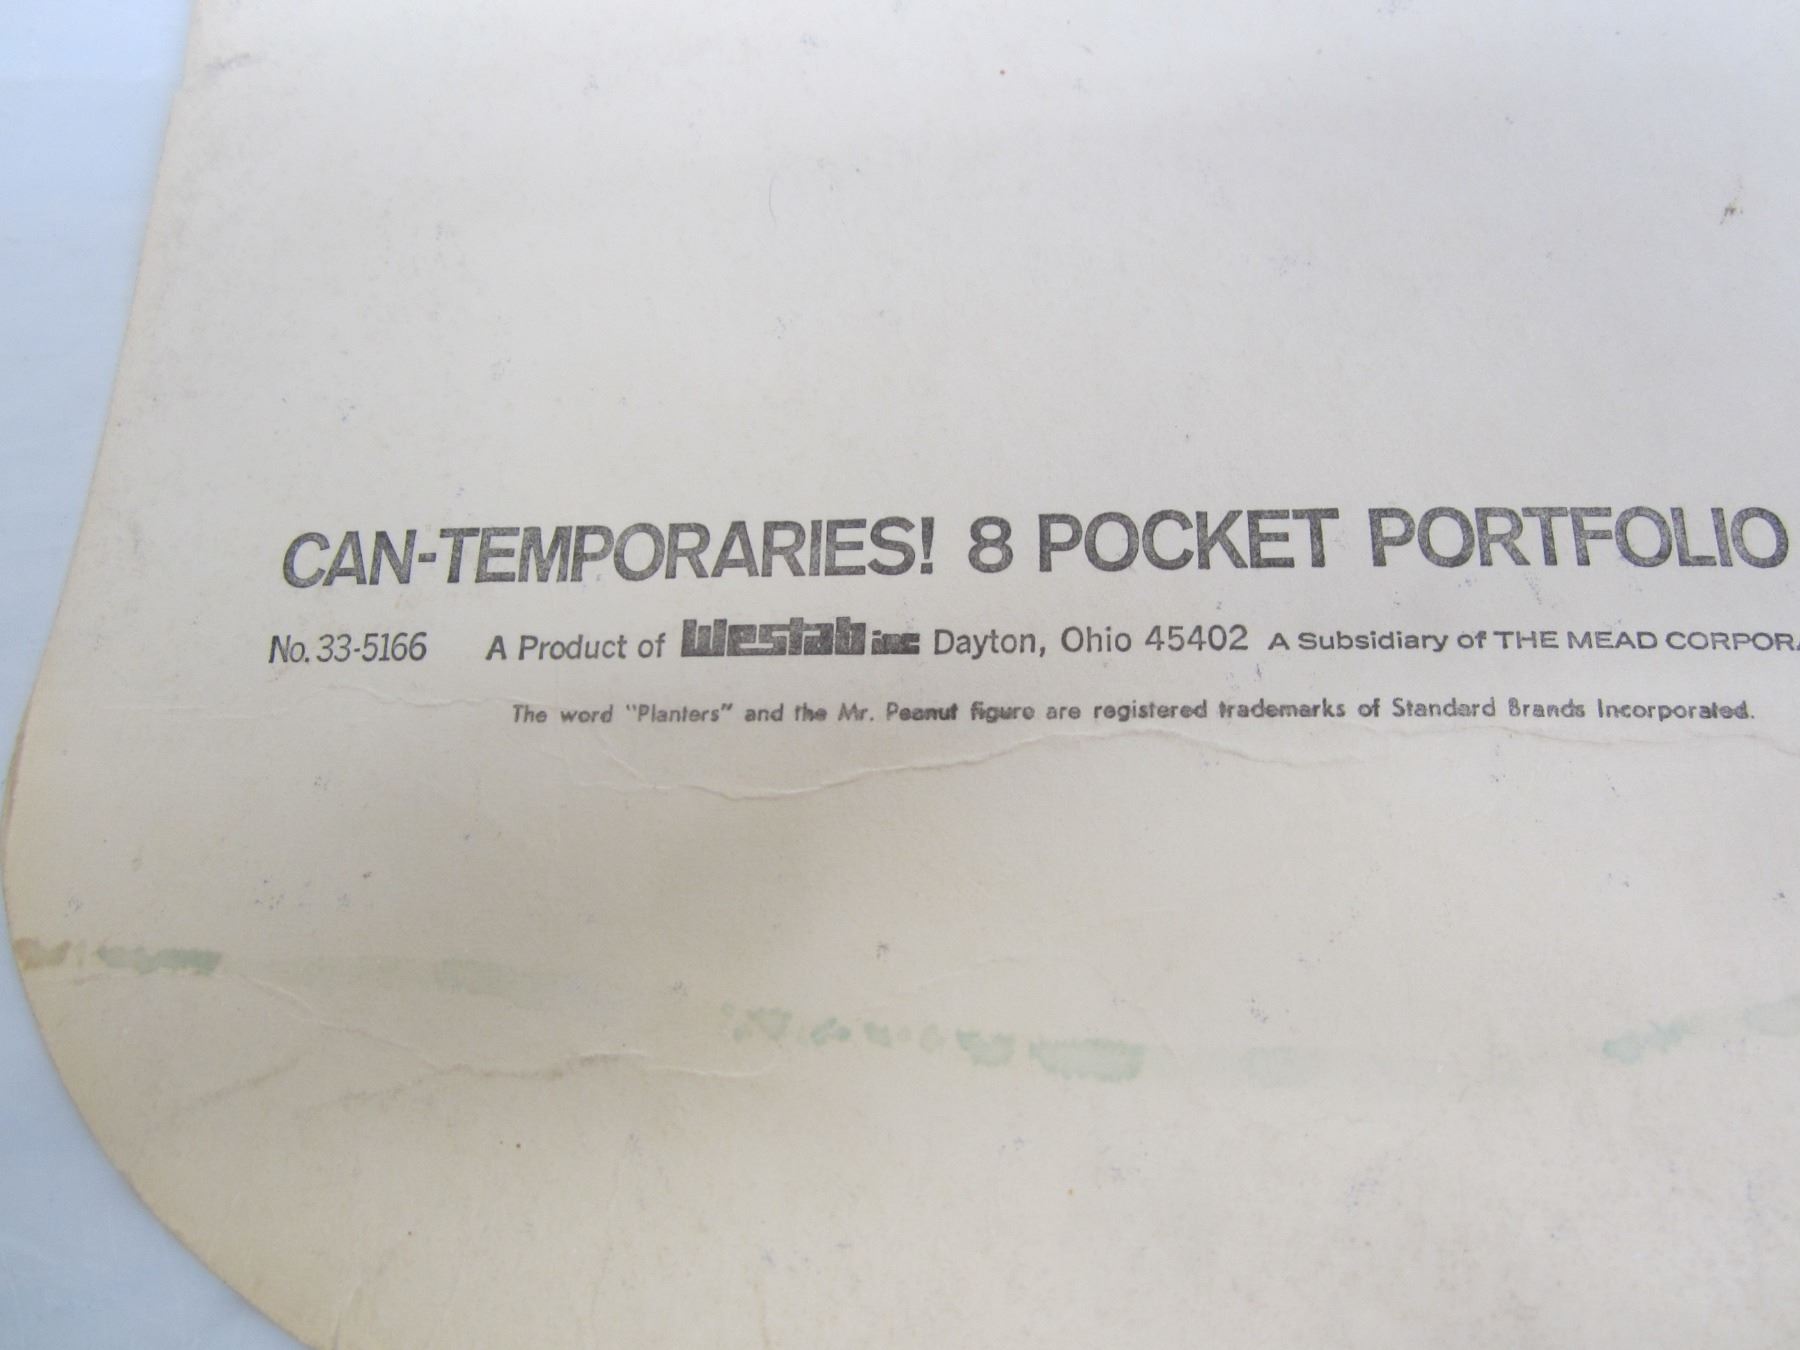 CAN-TEMPORARIES! 8 POCKET PORTFOLIO
No. 33-5166 A Product of Westab inc Dayton, Ohio 45402 A Subsidiary of THE MEAD CORPORA
The word "Planters" and the Mr. Peanut figure are registered trademarks of Standard Brands Incorporated.